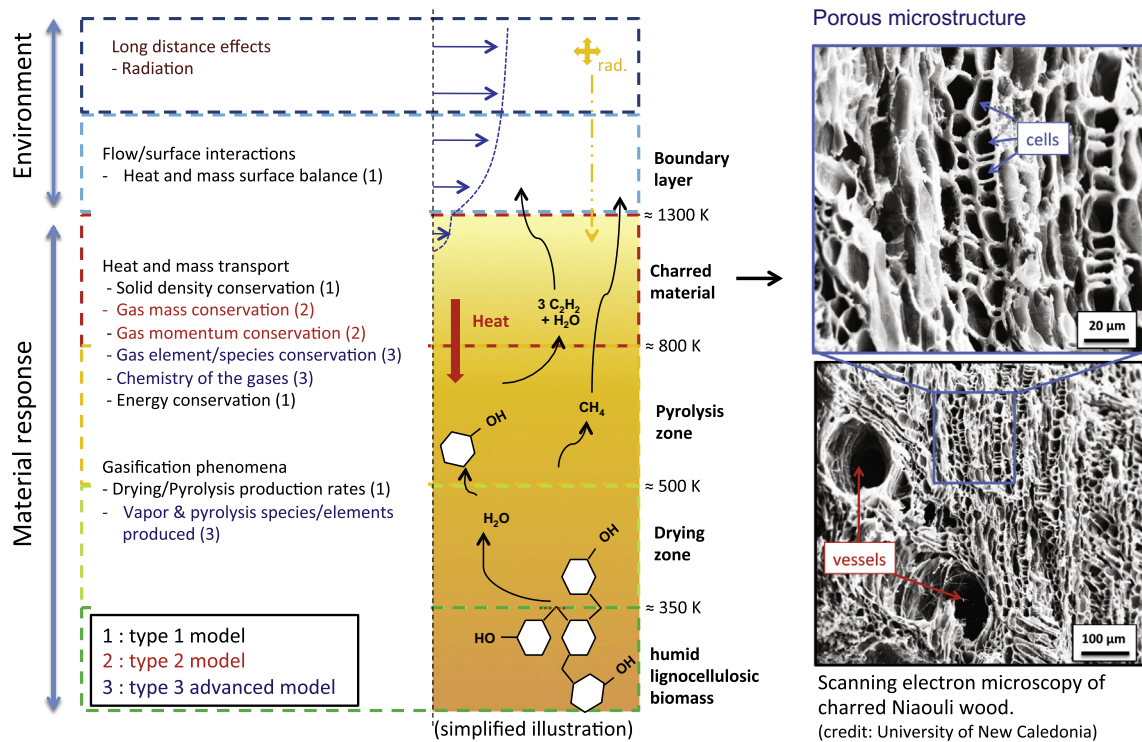 Environment
Material response
Long distance effects
- Radiation
Flow/surface interactions
- Heat and mass surface balance (1)
Heat and mass transport
- Solid density conservation (1)
- Gas mass conservation (2)
- Gas momentum conservation (2)
- Gas element/species conservation (3)
- Chemistry of the gases (3)
- Energy conservation (1)
Gasification phenomena
- Drying/Pyrolysis production rates (1)
- Vapor & pyrolysis species/elements
produced (3)
1 : type 1 model
2 : type 2 model
3 : type 3 advanced model
rad.
Heat
3 C₂H₂
+ H₂O
CH₄
OH
H₂O
OH
HO
OH
(simplified illustration)
Boundary
layer
≈ 1300 K
Charred
material
≈ 800 K
Pyrolysis
zone
≈ 500 K
Drying
zone
≈ 350 K
humid
lignocellulosic
biomass
Porous microstructure
cells
20 µm
vessels
100 µm
Scanning electron microscopy of
charred Niaouli wood.
(credit: University of New Caledonia)